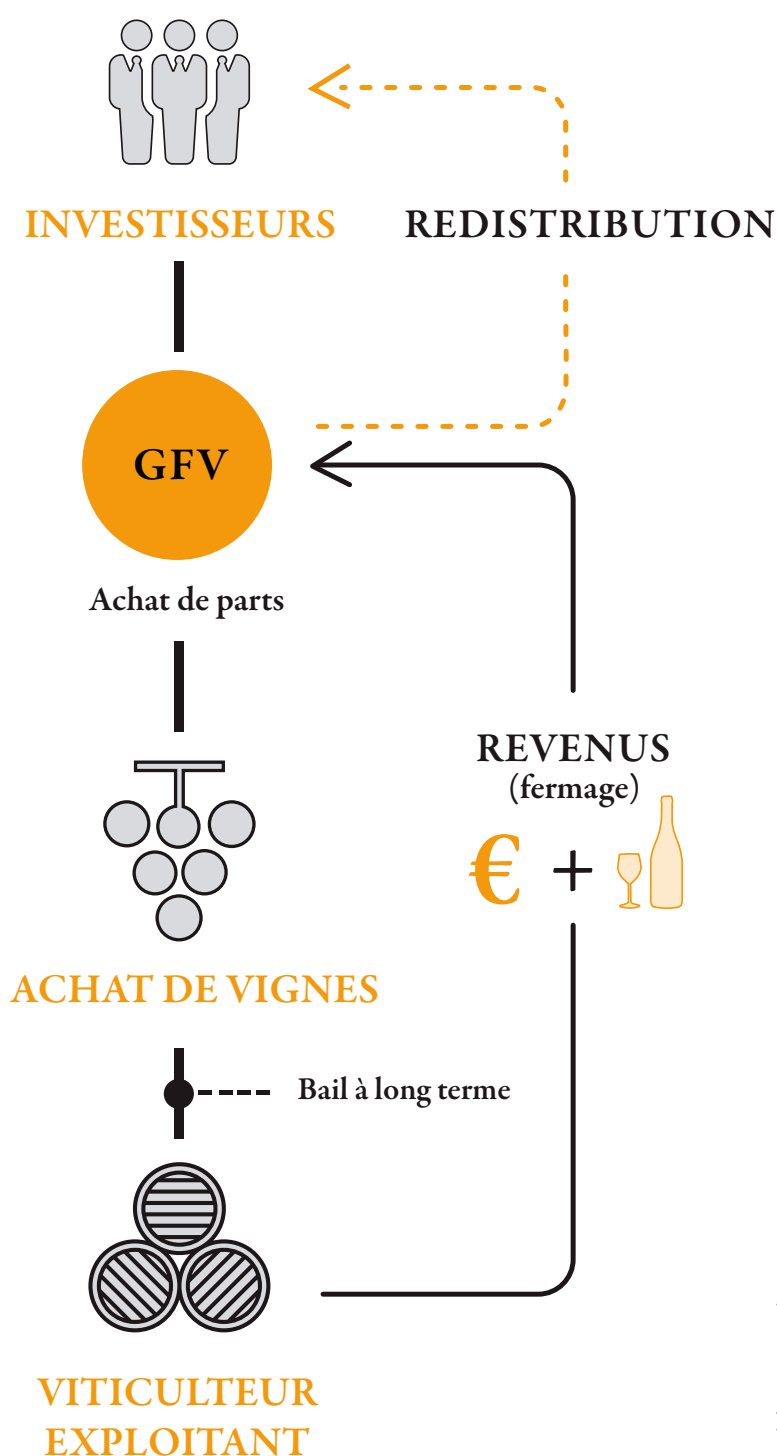 INVESTISSEURS
REDISTRIBUTION
GFV
Achat de parts
REVENUS
(fermage)
€ +
ACHAT DE VIGNES
Bail à long terme
VITICULTEUR
EXPLOITANT